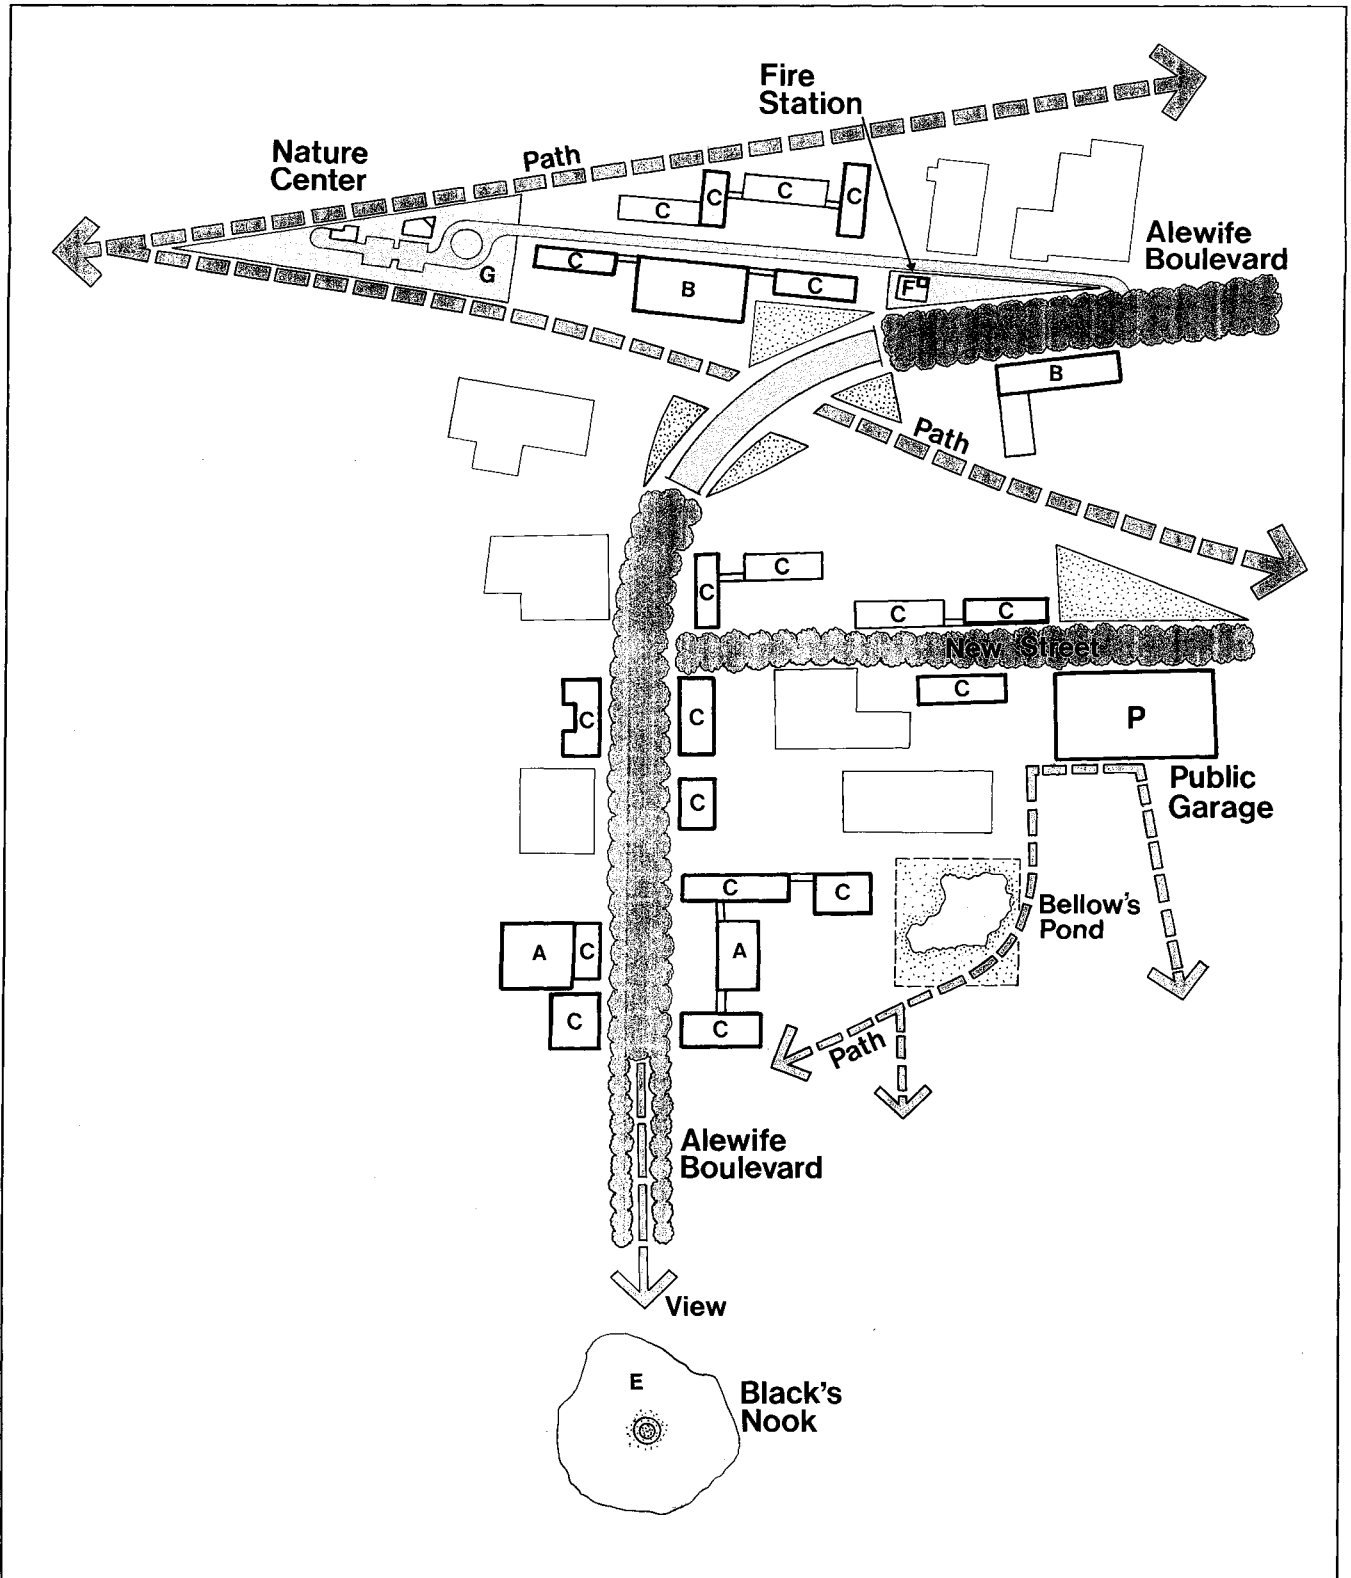 Fire
Station
Nature
Center
Path
C
C
C
C
Alewife
Boulevard
C
G
B
C
F
B
Path
C
C
C
C
New Street
C
C
C
P
C
Public
Garage
C
C
Bellow's
Pond
A
C
A
C
C
Path
Alewife
Boulevard
View
E
Black's
Nook